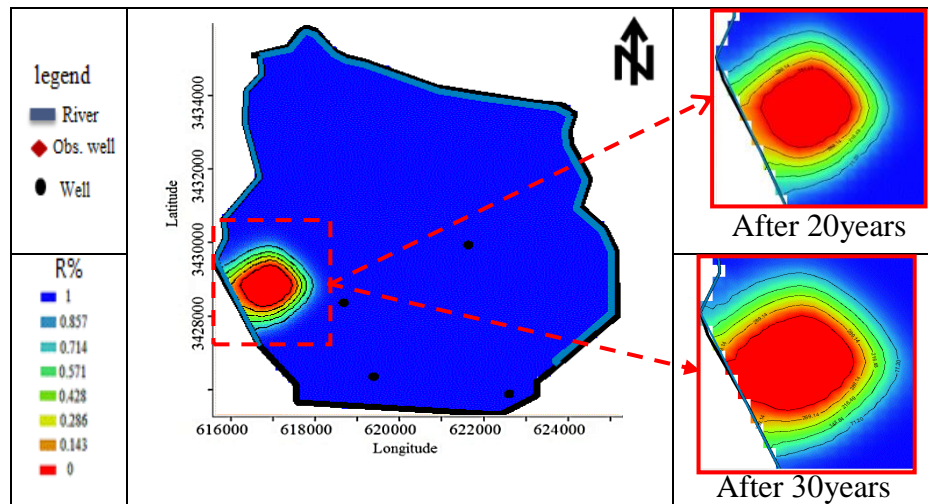 legend
River
Obs. well
Well
R%
1
0.857
0.714
0.571
0.428
0.286
0.143
0
Latitude
3434000
3432000
3430000
3428000
616000 618000 620000 622000 624000
Longitude
N
After 20years
After 30years